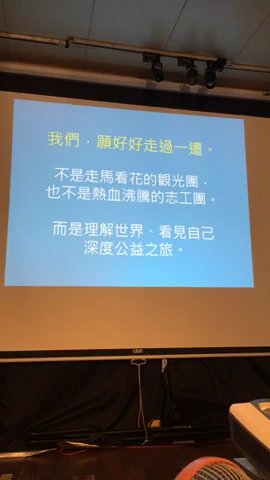 我們，願好好走過一遭。
不是走馬看花的觀光團，
也不是熱血沸騰的志工團。
而是理解世界、看見自己
深度公益之旅。